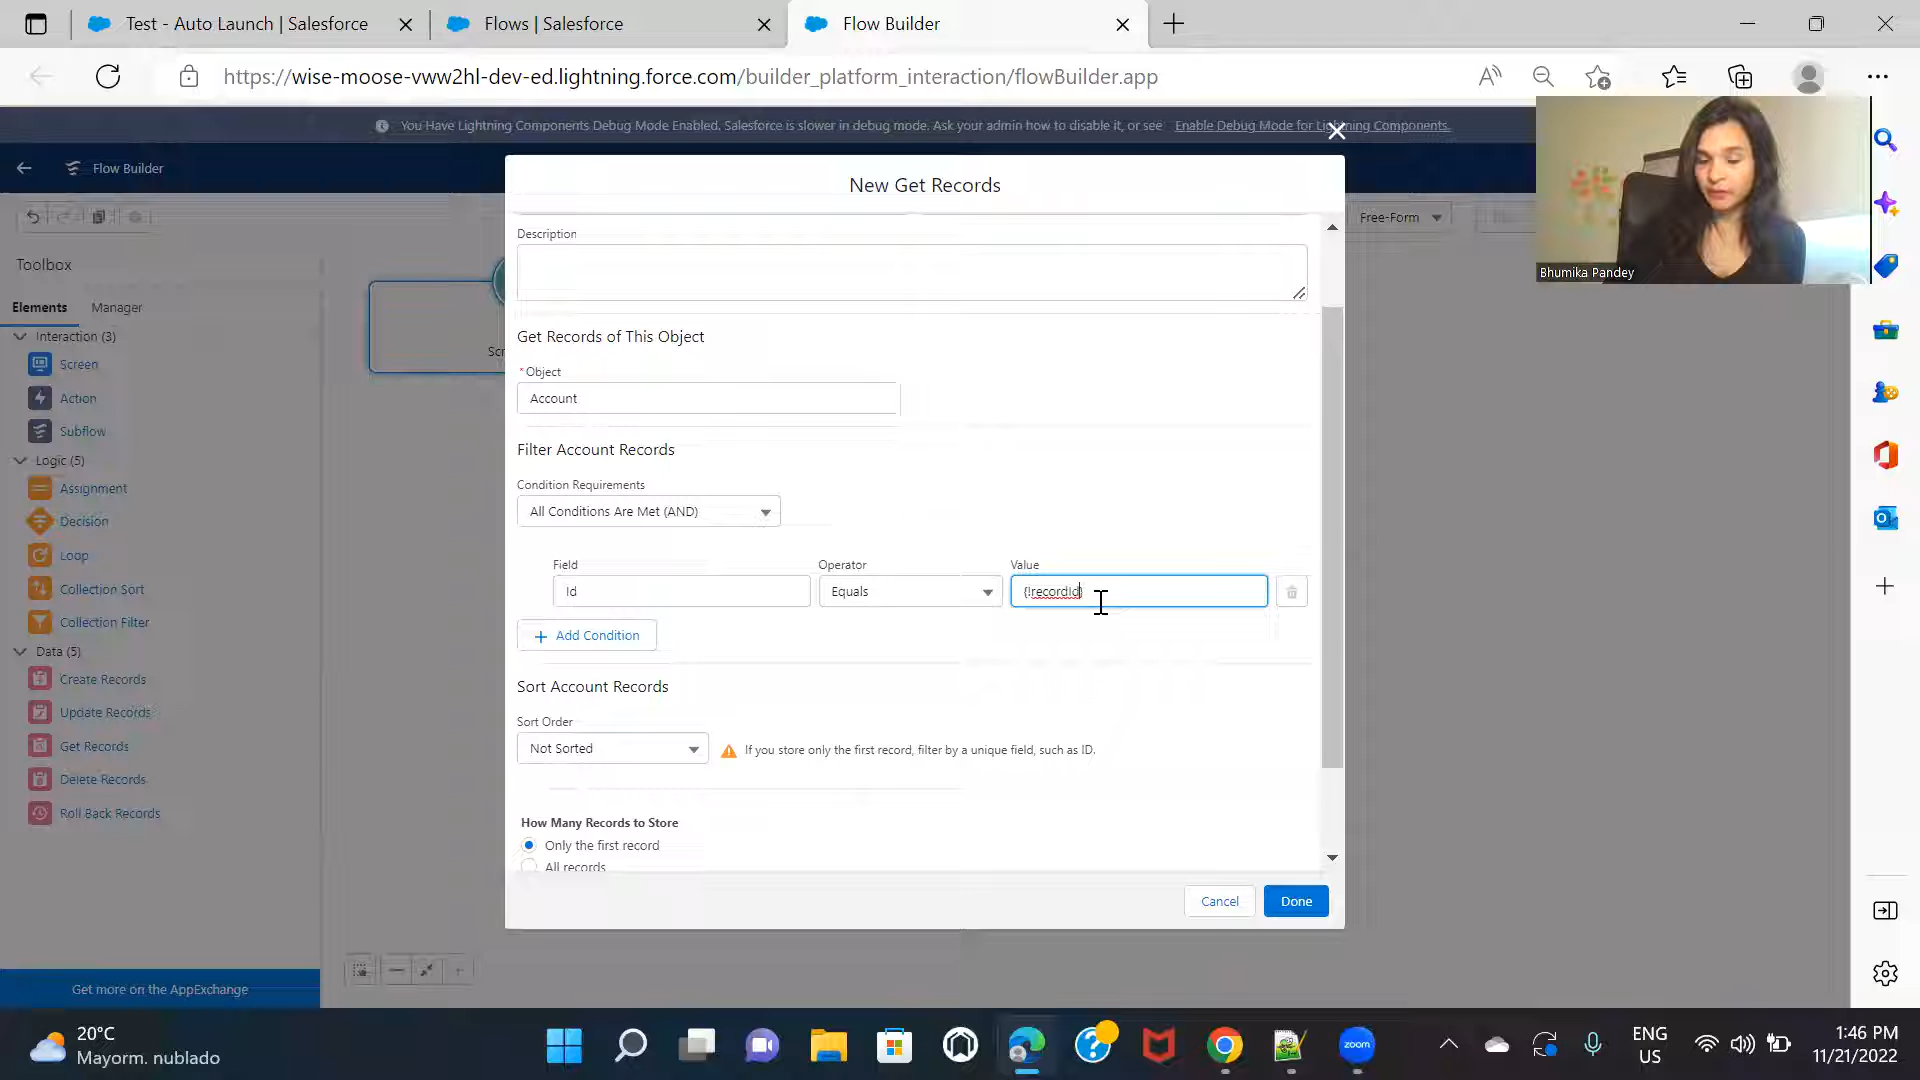 Test - Auto Launch | Salesforce
Flows | Salesforce
Flow Builder
https://wise-moose-vww2hl-dev-ed.lightning.force.com/builder_platform_interaction/flowBuilder.app
You Have Lightning Components Debug Mode Enabled. Salesforce is slower in debug mode. Ask your admin how to disable it, or see Enable Debug Mode for Lightning Components.
Flow Builder
New Get Records
Free-Form
Bhumika Pandey
Toolbox
Elements
Manager
Interaction (3)
Screen
Action
Subflow
Logic (5)
Assignment
Decision
Loop
Collection Sort
Collection Filter
Data (5)
Create Records
Update Records
Get Records
Delete Records
Roll Back Records
Get more on the AppExchange
Scr
Description
Get Records of This Object
*Object
Account
Filter Account Records
Condition Requirements
All Conditions Are Met (AND)
Field
Operator
Value
Id
Equals
{!recordId}
+ Add Condition
Sort Account Records
Sort Order
Not Sorted
If you store only the first record, filter by a unique field, such as ID.
How Many Records to Store
Only the first record
All records
Cancel
Done
20°C
Mayorm. nublado
zoom
ENG
US
1:46 PM
11/21/2022